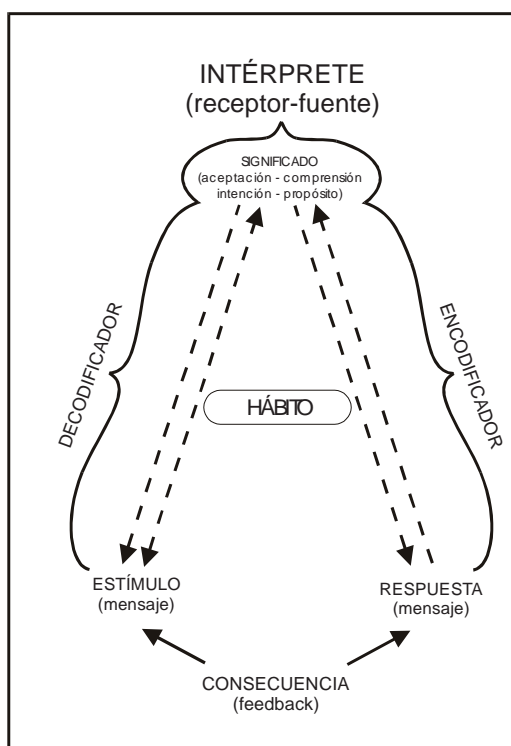 INTÉRPRETE
(receptor-fuente)
SIGNIFICADO
(aceptación - comprensión
intención - propósito)
DECODIFICADOR
ENCODIFICADOR
HÁBITO
ESTÍMULO
(mensaje)
RESPUESTA
(mensaje)
CONSECUENCIA
(feedback)